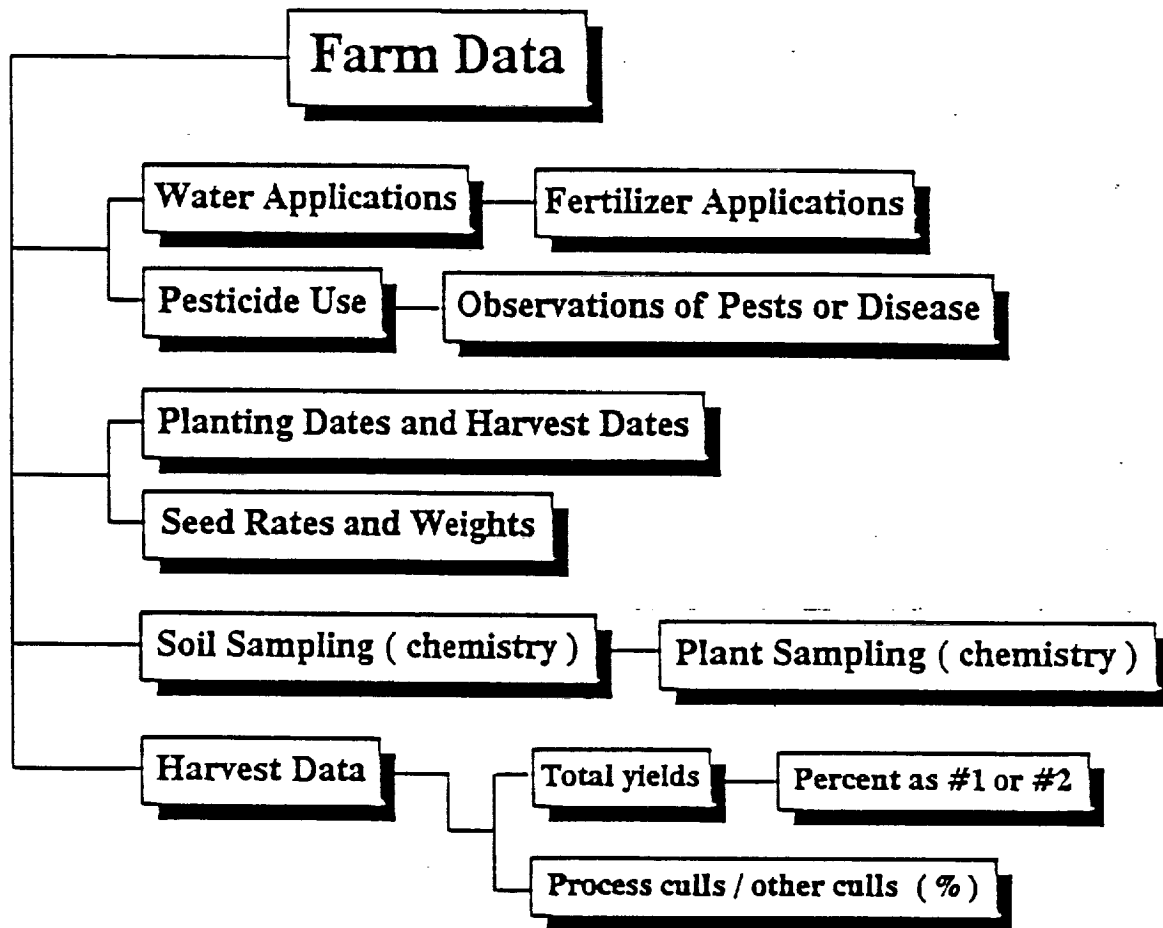 Farm Data
Water Applications
Fertilizer Applications
Pesticide Use
Observations of Pests or Disease
Planting Dates and Harvest Dates
Seed Rates and Weights
Soil Sampling ( chemistry )
Plant Sampling ( chemistry )
Harvest Data
Total yields
Percent as #1 or #2
Process culls / other culls ( % )